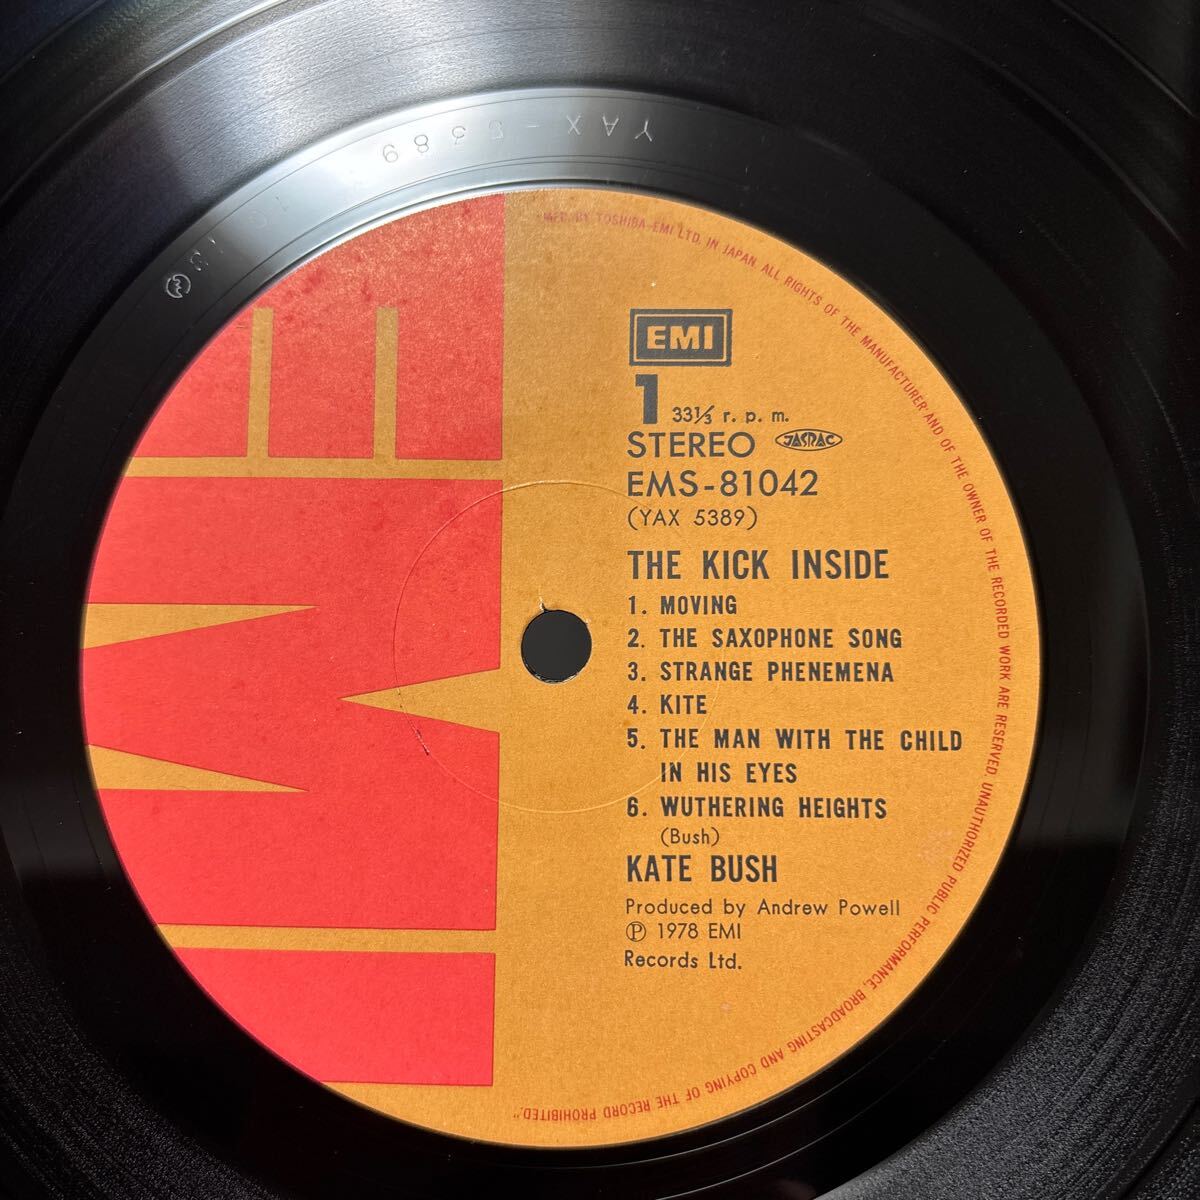 YAX-5389
1G
MFD. BY TOSHIBA-EMI LTD. IN JAPAN. ALL RIGHTS OF THE MANUFACTURER AND OF THE OWNER OF THE RECORDED WORK ARE RESERVED. UNAUTHORIZED PUBLIC PERFORMANCE, BROADCASTING AND COPYING OF THE RECORD PROHIBITED."
EMI
1 33 1/3 r. p. m.
STEREO JASRAC
EMS-81042
(YAX 5389)
THE KICK INSIDE
1. MOVING
2. THE SAXOPHONE SONG
3. STRANGE PHENEMENA
4. KITE
5. THE MAN WITH THE CHILD
IN HIS EYES
6. WUTHERING HEIGHTS
(Bush)
KATE BUSH
Produced by Andrew Powell
Ⓟ 1978 EMI
Records Ltd.
EMI